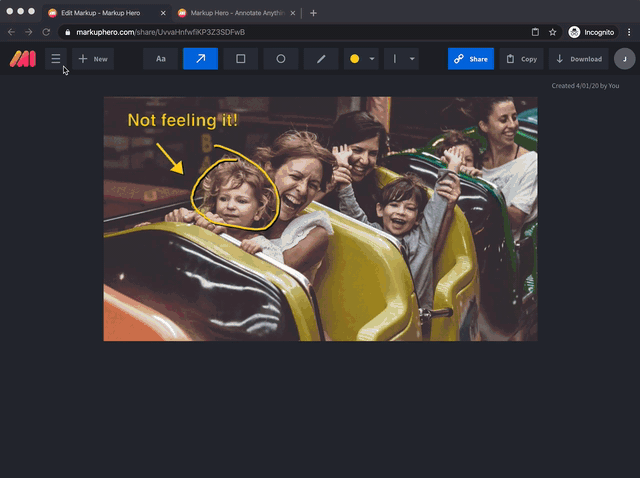 Edit Markup - Markup Hero
Markup Hero - Annotate Anythi
Incognito
markuphero.com/share/UvvaHnfwfiKP3Z3SDFwB
New
Aa
Share
Copy
Download
J
Created 4/01/20 by You
Not feeling it!